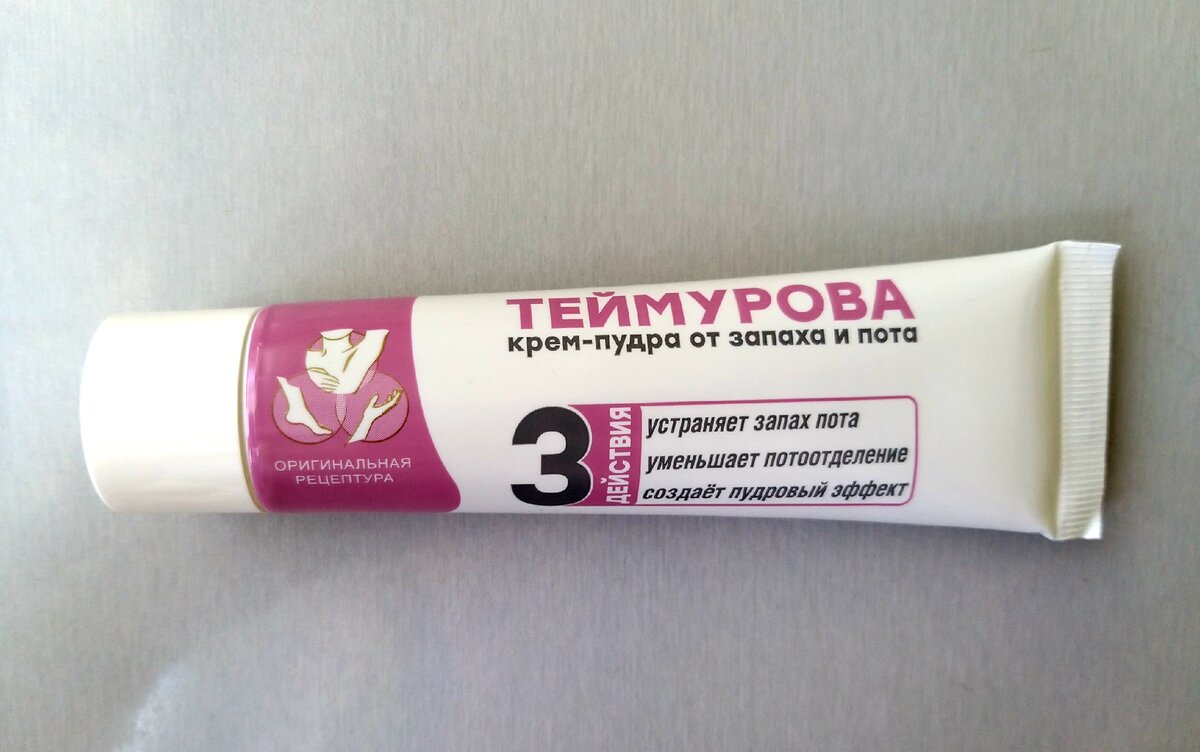 ТЕЙМУРОВА
крем-пудра от запаха и пота
ОРИГИНАЛЬНАЯ
РЕЦЕПТУРА
3
ДЕЙСТВИЯ
устраняет запах пота
уменьшает потоотделение
создаёт пудровый эффект